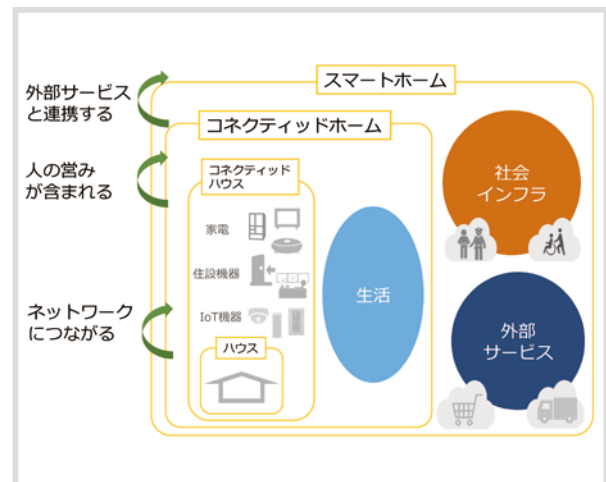 スマートホーム
外部サービス
と連携する
コネクティッドホーム
人の営み
が含まれる
コネクティッド
ハウス
社会
インフラ
家電
住設機器
生活
IoT機器
ネットワーク
につながる
ハウス
外部
サービス